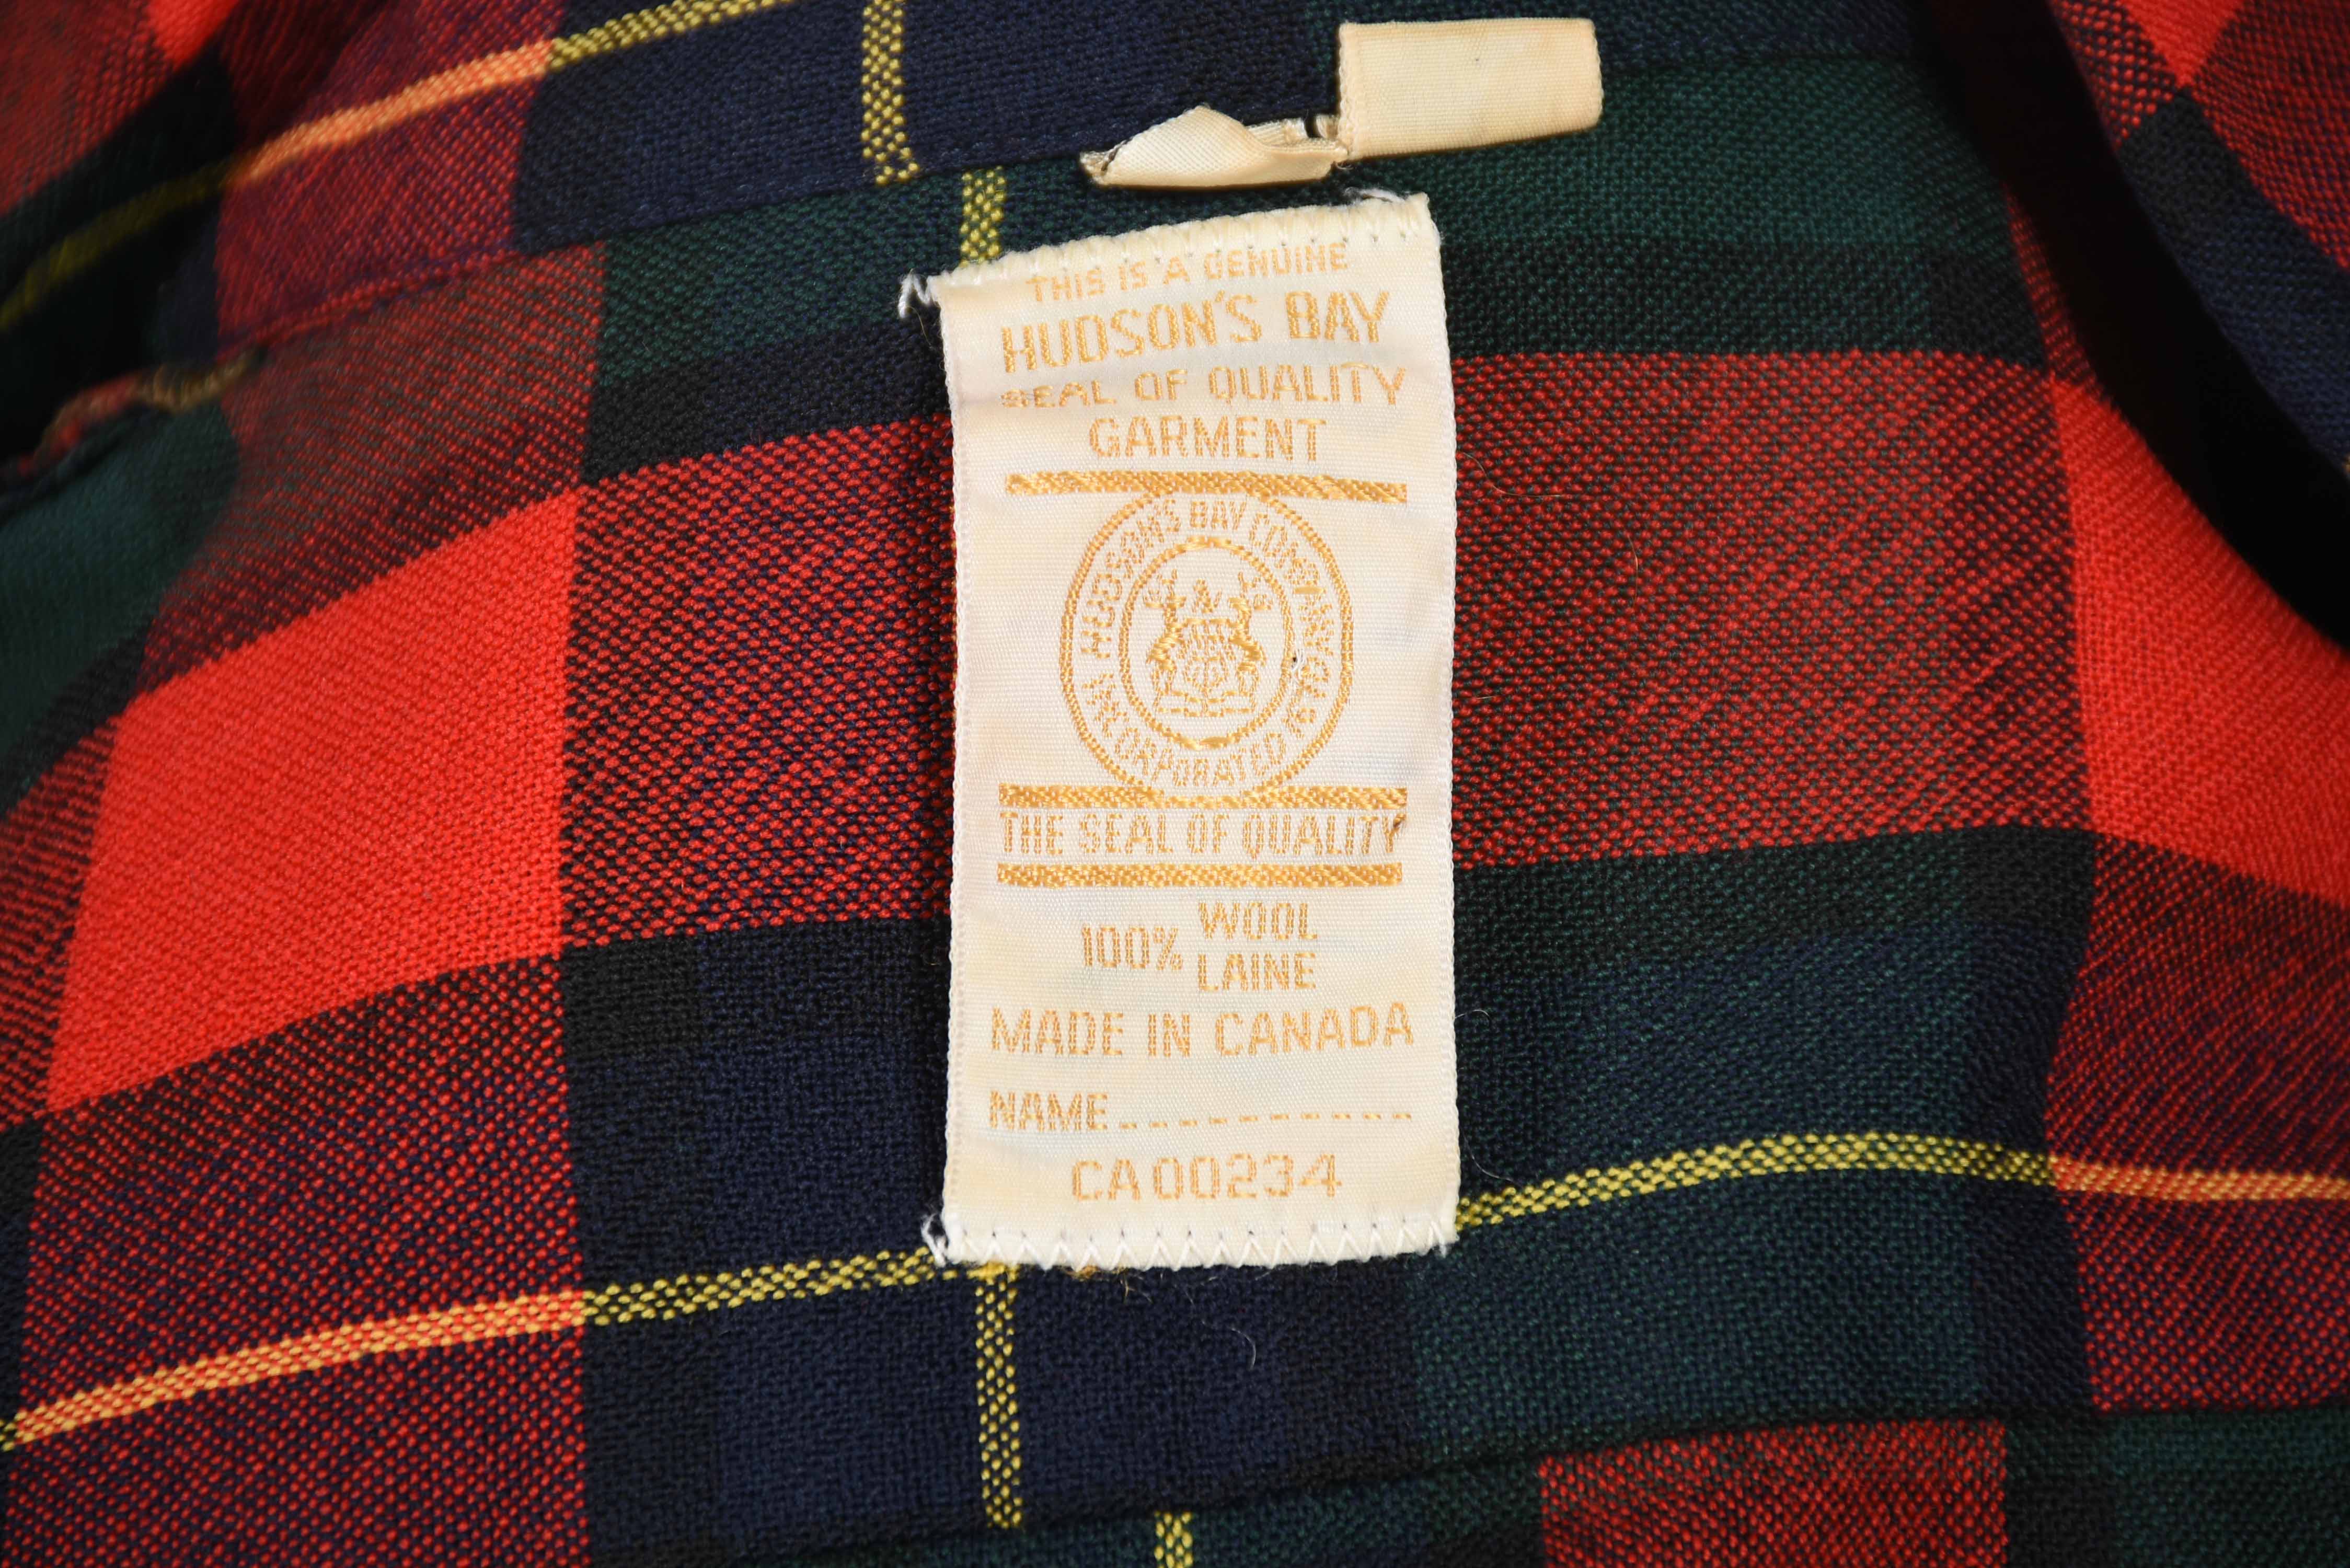 THIS IS A GENUINE
HUDSON'S BAY
SEAL OF QUALITY
GARMENT
HUDSON'S BAY COMPANY
INCORPORATED
THE SEAL OF QUALITY
100% WOOL
LAINE
MADE IN CANADA
NAME___________
CA00234